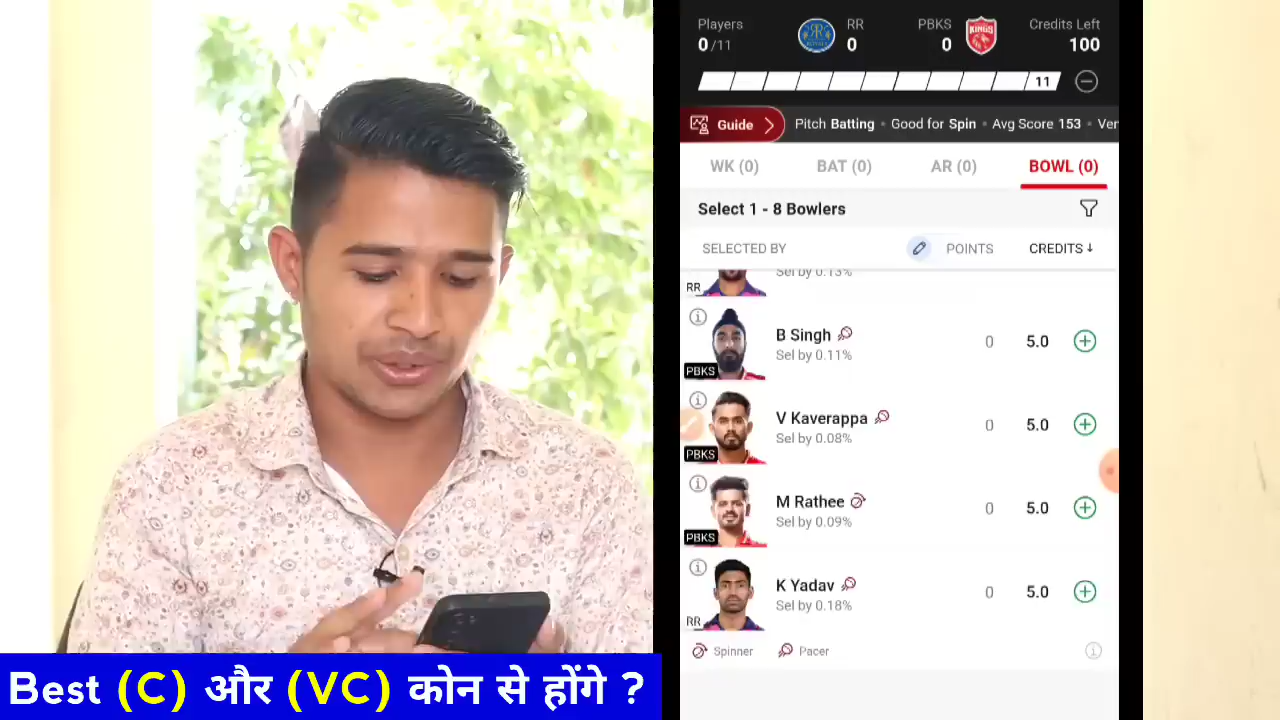 Players
0/11
RR
0
PBKS
0
Credits Left
100
11
Guide
Pitch Batting • Good for Spin • Avg Score 153 • Ver
WK (0)
BAT (0)
AR (0)
BOWL (0)
Select 1 - 8 Bowlers
SELECTED BY
POINTS
CREDITS ↓
Sel by 0.13%
RR
B Singh
Sel by 0.11%
PBKS
0
5.0
V Kaverappa
Sel by 0.08%
PBKS
0
5.0
M Rathee
Sel by 0.09%
PBKS
0
5.0
K Yadav
Sel by 0.18%
RR
0
5.0
Spinner
Pacer
Best (C) और (VC) कोन से होंगे ?